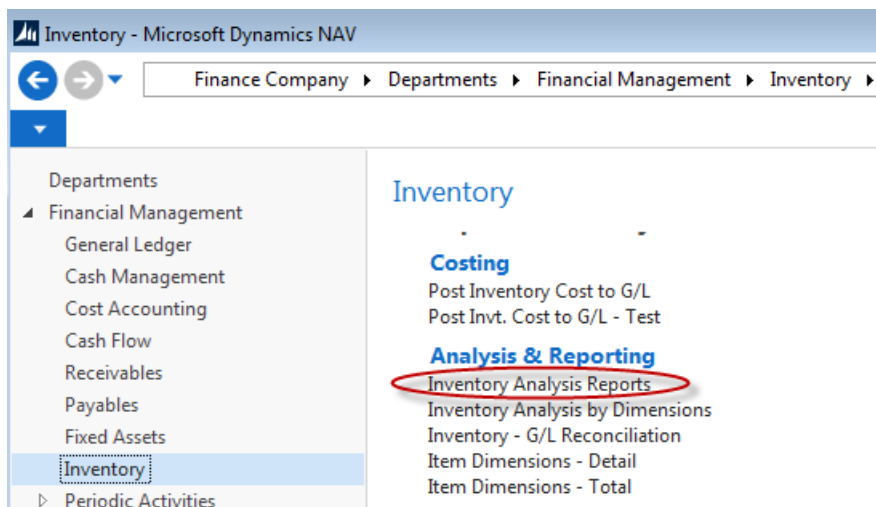 Inventory - Microsoft Dynamics NAV
Finance Company Departments Financial Management Inventory
Departments
Financial Management
General Ledger
Cash Management
Cost Accounting
Cash Flow
Receivables
Payables
Fixed Assets
Inventory
Periodic Activities
Inventory
Costing
Post Inventory Cost to G/L
Post Invt. Cost to G/L - Test
Analysis & Reporting
Inventory Analysis Reports
Inventory Analysis by Dimensions
Inventory - G/L Reconciliation
Item Dimensions - Detail
Item Dimensions - Total